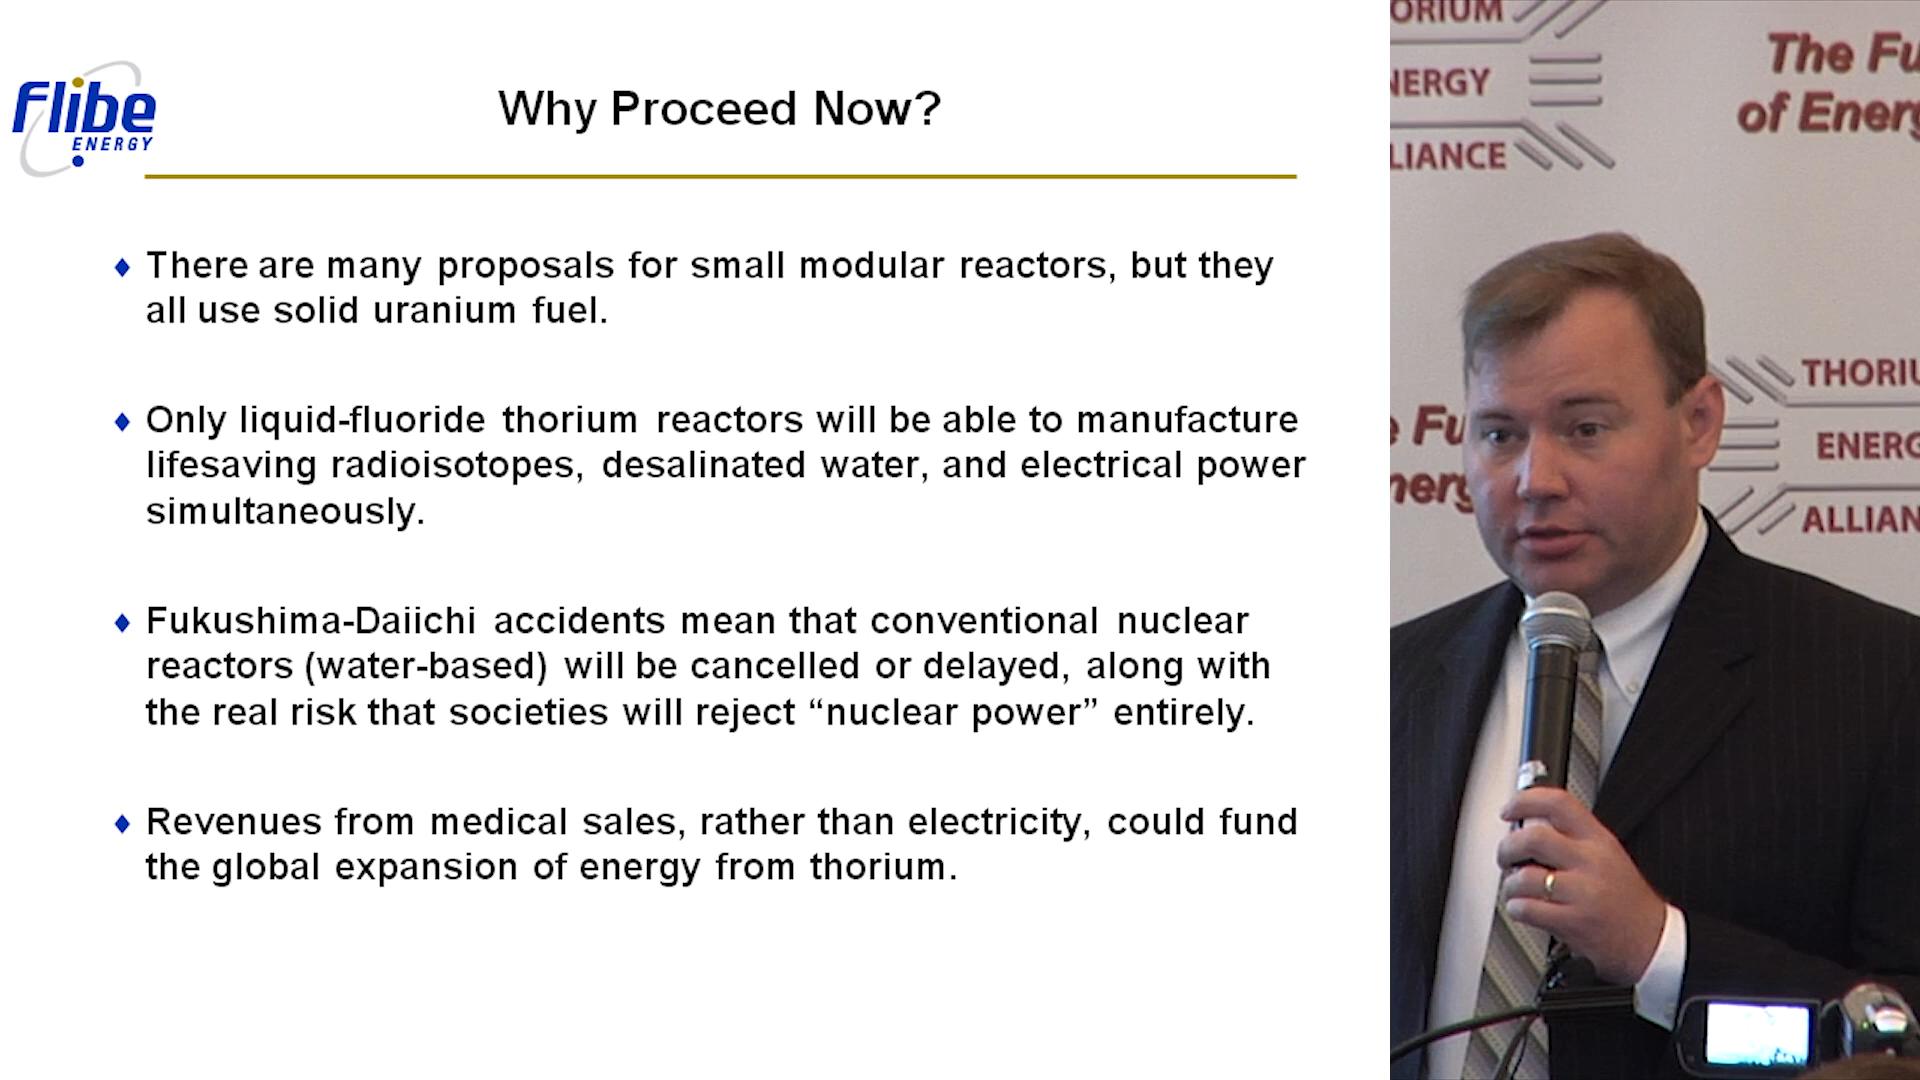 Flibe
ENERGY
Why Proceed Now?
There are many proposals for small modular reactors, but they
all use solid uranium fuel.
Only liquid-fluoride thorium reactors will be able to manufacture
lifesaving radioisotopes, desalinated water, and electrical power
simultaneously.
Fukushima-Daiichi accidents mean that conventional nuclear
reactors (water-based) will be cancelled or delayed, along with
the real risk that societies will reject “nuclear power” entirely.
Revenues from medical sales, rather than electricity, could fund
the global expansion of energy from thorium.
ORIUM
NERGY
LIANCE
The Fu
of Energ
e Fu
nerg
THORIU
ENERG
ALLIAN